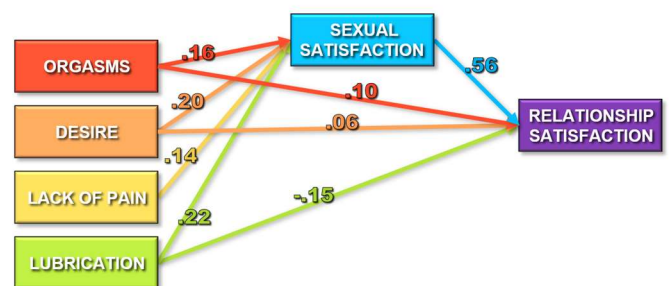 SEXUAL
SATISFACTION
ORGASMS
.16
.56
.20
.10
RELATIONSHIP
SATISFACTION
DESIRE
.06
.14
LACK OF PAIN
.22
-.15
LUBRICATION